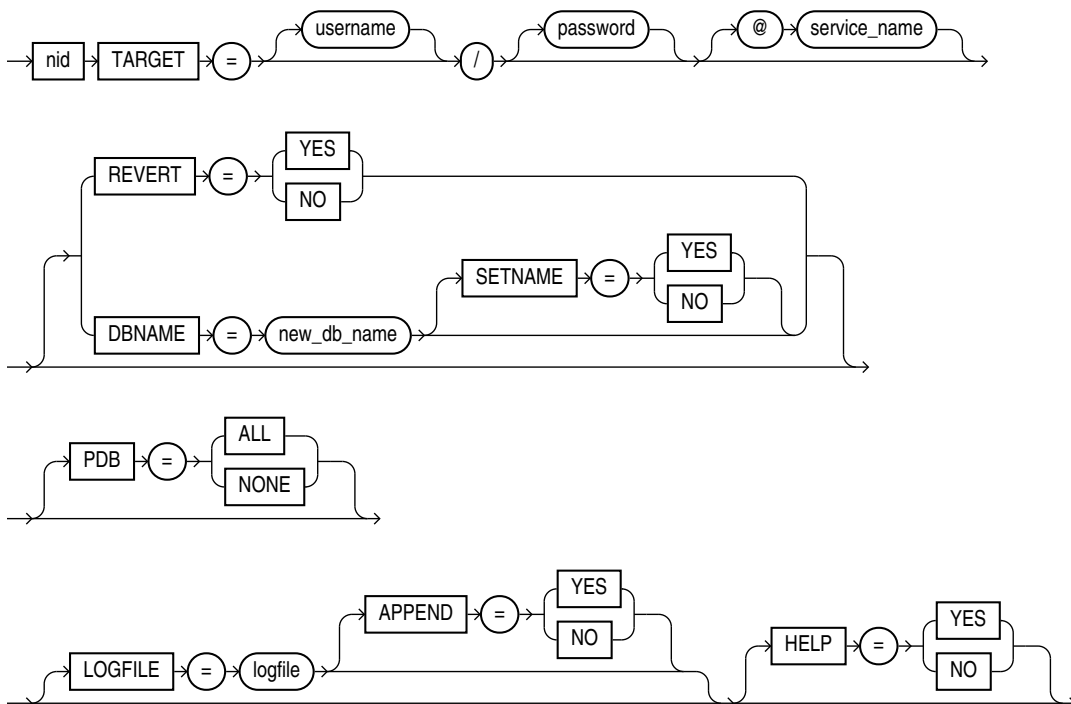 username password @ service_name
nid TARGET = /
YES
REVERT =
NO
YES
SETNAME =
NO
DBNAME = new_db_name
ALL
PDB =
NONE
YES
APPEND =
NO
YES
HELP =
NO
LOGFILE = logfile